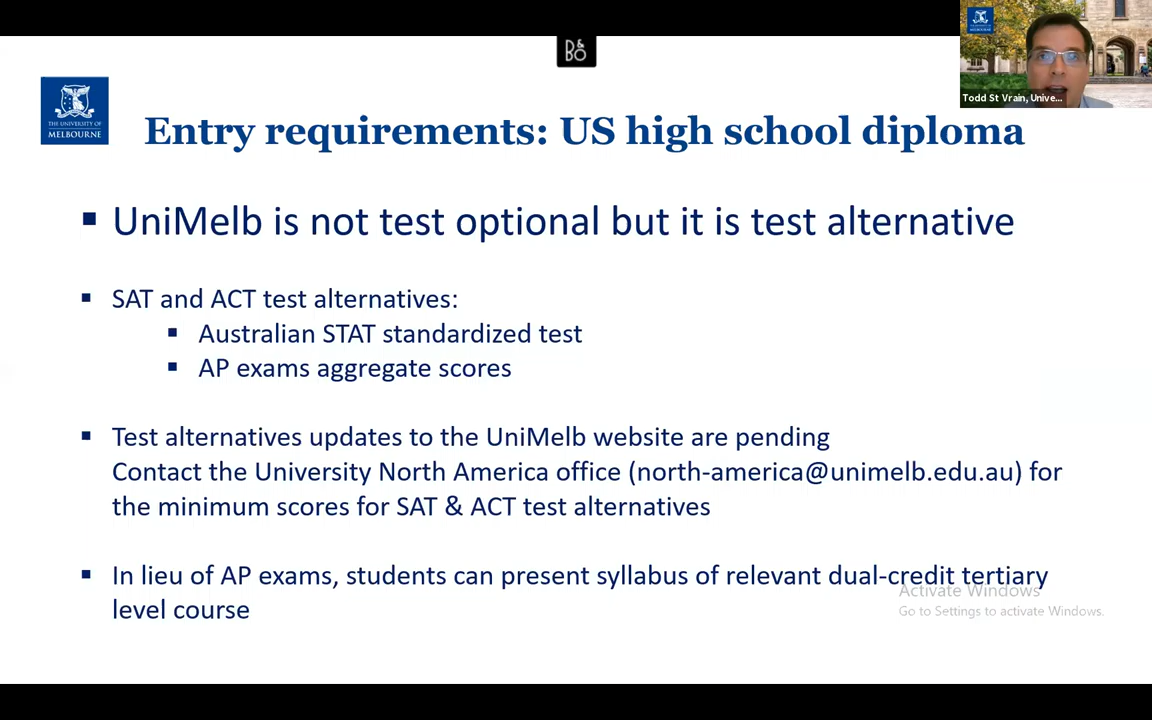 B&O
Todd St Vrain, Unive...
THE UNIVERSITY OF
MELBOURNE
Entry requirements: US high school diploma
▪ UniMelb is not test optional but it is test alternative
▪ SAT and ACT test alternatives:
▪ Australian STAT standardized test
▪ AP exams aggregate scores
▪ Test alternatives updates to the UniMelb website are pending
Contact the University North America office (north-america@unimelb.edu.au) for
the minimum scores for SAT & ACT test alternatives
▪ In lieu of AP exams, students can present syllabus of relevant dual-credit tertiary
level course
Activate Windows
Go to Settings to activate Windows.